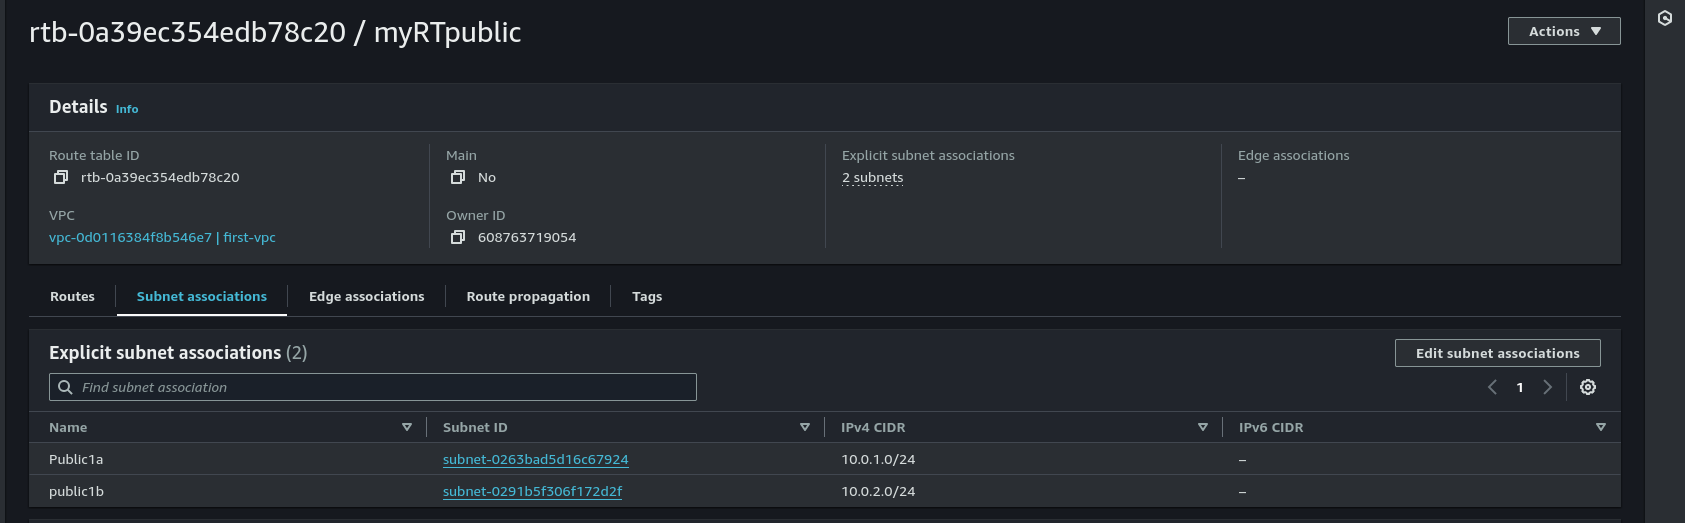 rtb-0a39ec354edb78c20 / myRTpublic
Actions
Details Info
Route table ID
rtb-0a39ec354edb78c20
Main
No
Explicit subnet associations
2 subnets
Edge associations
–
VPC
vpc-0d0116384f8b546e7 | first-vpc
Owner ID
608763719054
Routes Subnet associations Edge associations Route propagation Tags
Explicit subnet associations (2)
Edit subnet associations
Find subnet association
1
Name Subnet ID IPv4 CIDR IPv6 CIDR
Public1a subnet-0263bad5d16c67924 10.0.1.0/24 –
public1b subnet-0291b5f306f172d2f 10.0.2.0/24 –